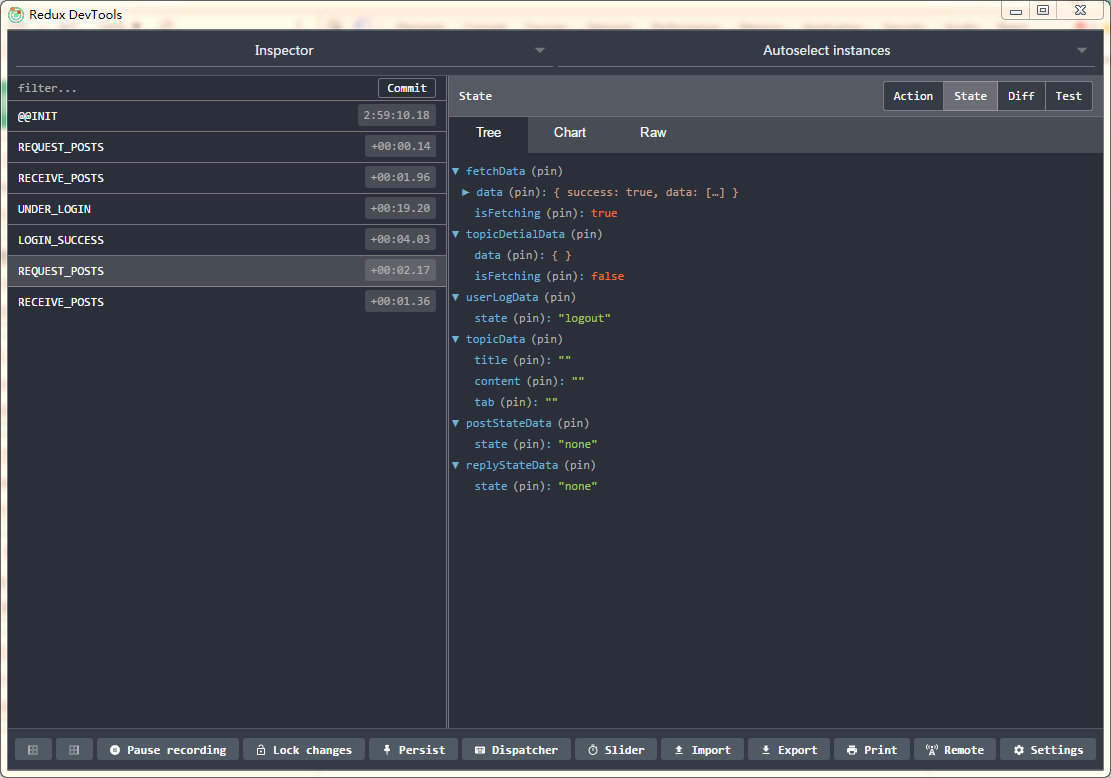 Redux DevTools
Inspector
Autoselect instances
filter...
Commit
@@INIT
2:59:10.18
REQUEST_POSTS
+00:00.14
RECEIVE_POSTS
+00:01.96
UNDER_LOGIN
+00:19.20
LOGIN_SUCCESS
+00:04.03
REQUEST_POSTS
+00:02.17
RECEIVE_POSTS
+00:01.36
State
Action
State
Diff
Test
Tree
Chart
Raw
fetchData (pin)
data (pin): { success: true, data: […] }
isFetching (pin): true
topicDetialData (pin)
data (pin): { }
isFetching (pin): false
userLogData (pin)
state (pin): "logout"
topicData (pin)
title (pin): ""
content (pin): ""
tab (pin): ""
postStateData (pin)
state (pin): "none"
replyStateData (pin)
state (pin): "none"
Pause recording
Lock changes
Persist
Dispatcher
Slider
Import
Export
Print
Remote
Settings